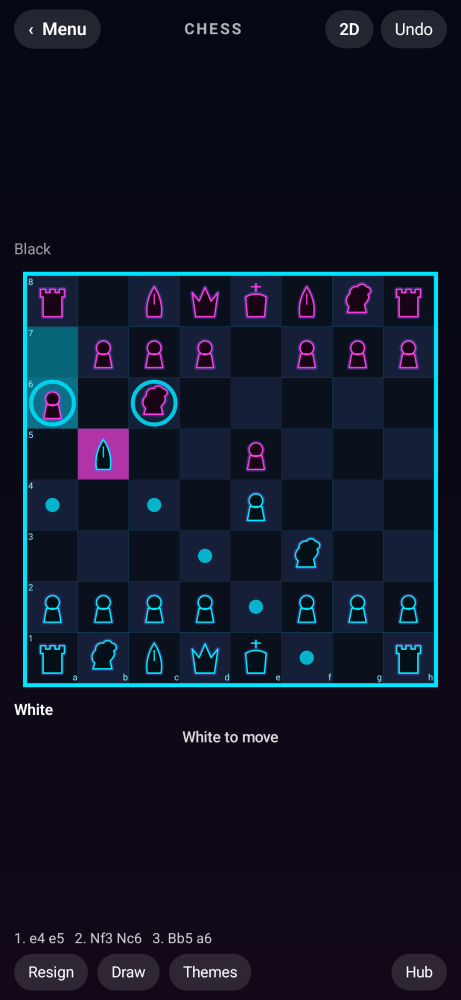 ‹ Menu CHESS 2D Undo
Black
8
7
6
5
4
3
2
1
a b c d e f g h
White
White to move
1. e4 e5 2. Nf3 Nc6 3. Bb5 a6
Resign Draw Themes Hub